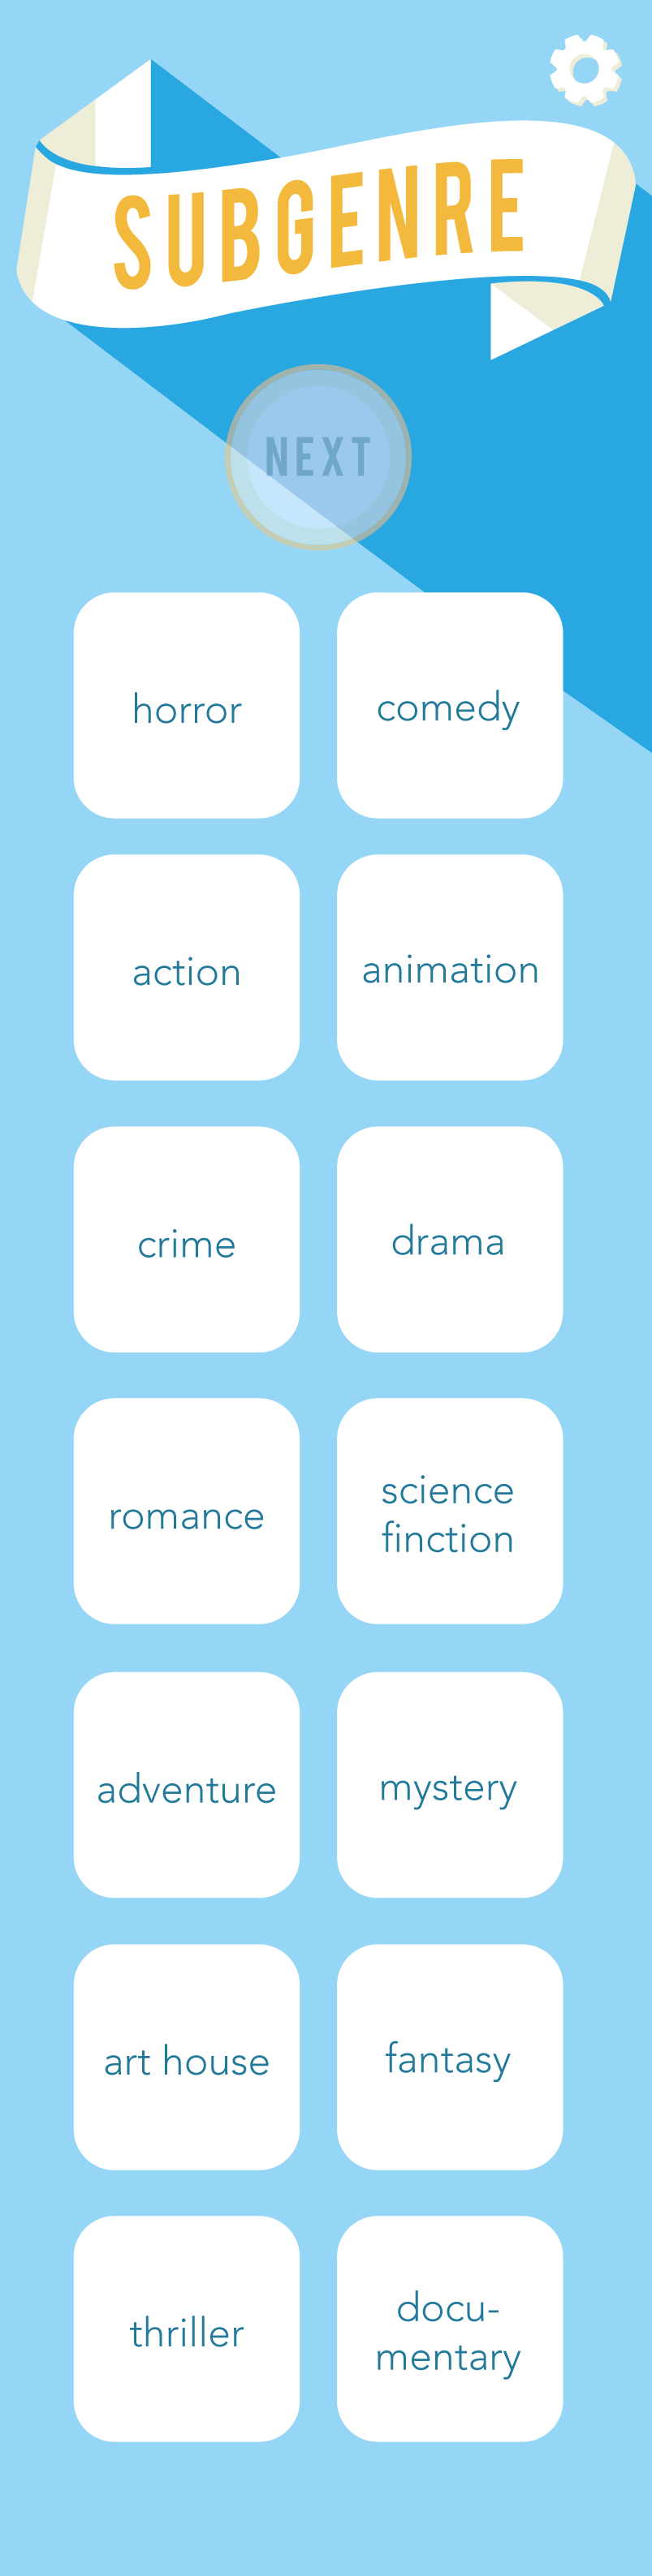 SUBGENRE
NEXT
horror
comedy
action
animation
crime
drama
romance
science
finction
adventure
mystery
art house
fantasy
thriller
docu-
mentary